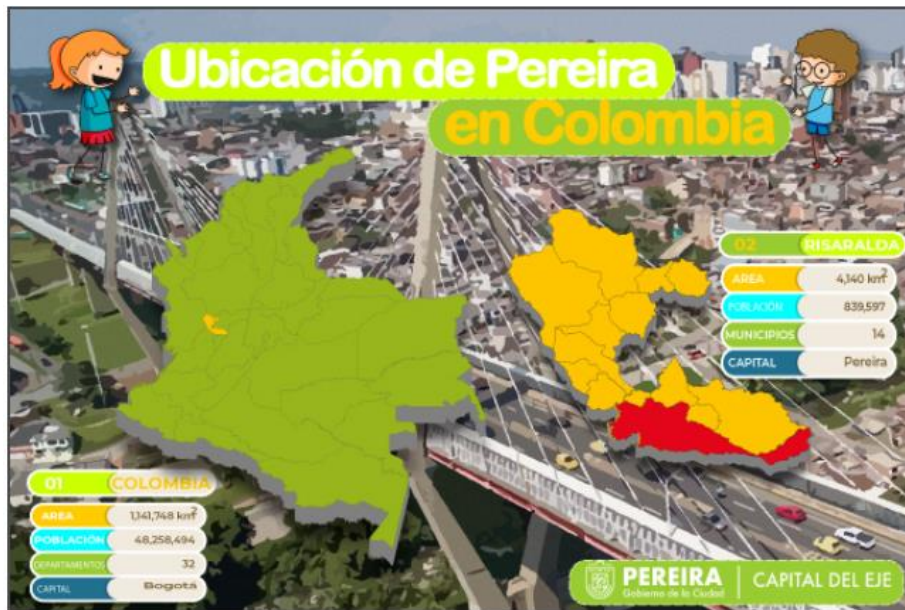 Ubicación de Pereira
en Colombia
02 RISARALDA
AREA 4,140 km²
POBLACIÓN 839,597
MUNICIPIOS 14
CAPITAL Pereira
01 COLOMBIA
AREA 1,141,748 km²
POBLACIÓN 48,258,494
DEPARTAMENTOS 32
CAPITAL Bogotá
PEREIRA
Gobierno de la Ciudad
CAPITAL DEL EJE